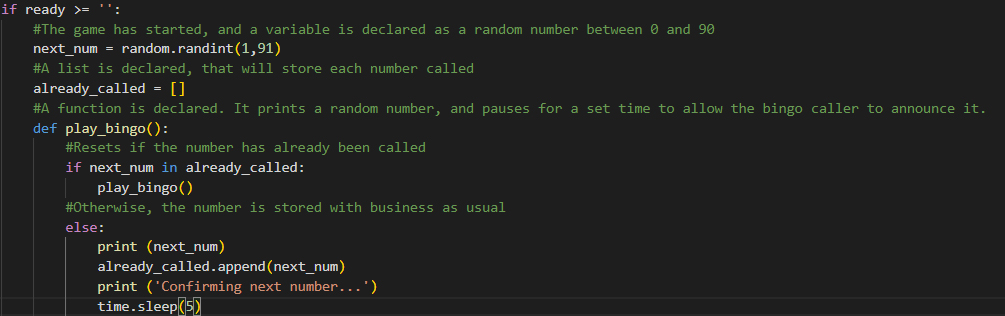 if ready >= '':
#The game has started, and a variable is declared as a random number between 0 and 90
next_num = random.randint(1,91)
#A list is declared, that will store each number called
already_called = []
#A function is declared. It prints a random number, and pauses for a set time to allow the bingo caller to announce it.
def play_bingo():
#Resets if the number has already been called
if next_num in already_called:
play_bingo()
#Otherwise, the number is stored with business as usual
else:
print (next_num)
already_called.append(next_num)
print ('Confirming next number...')
time.sleep(5)